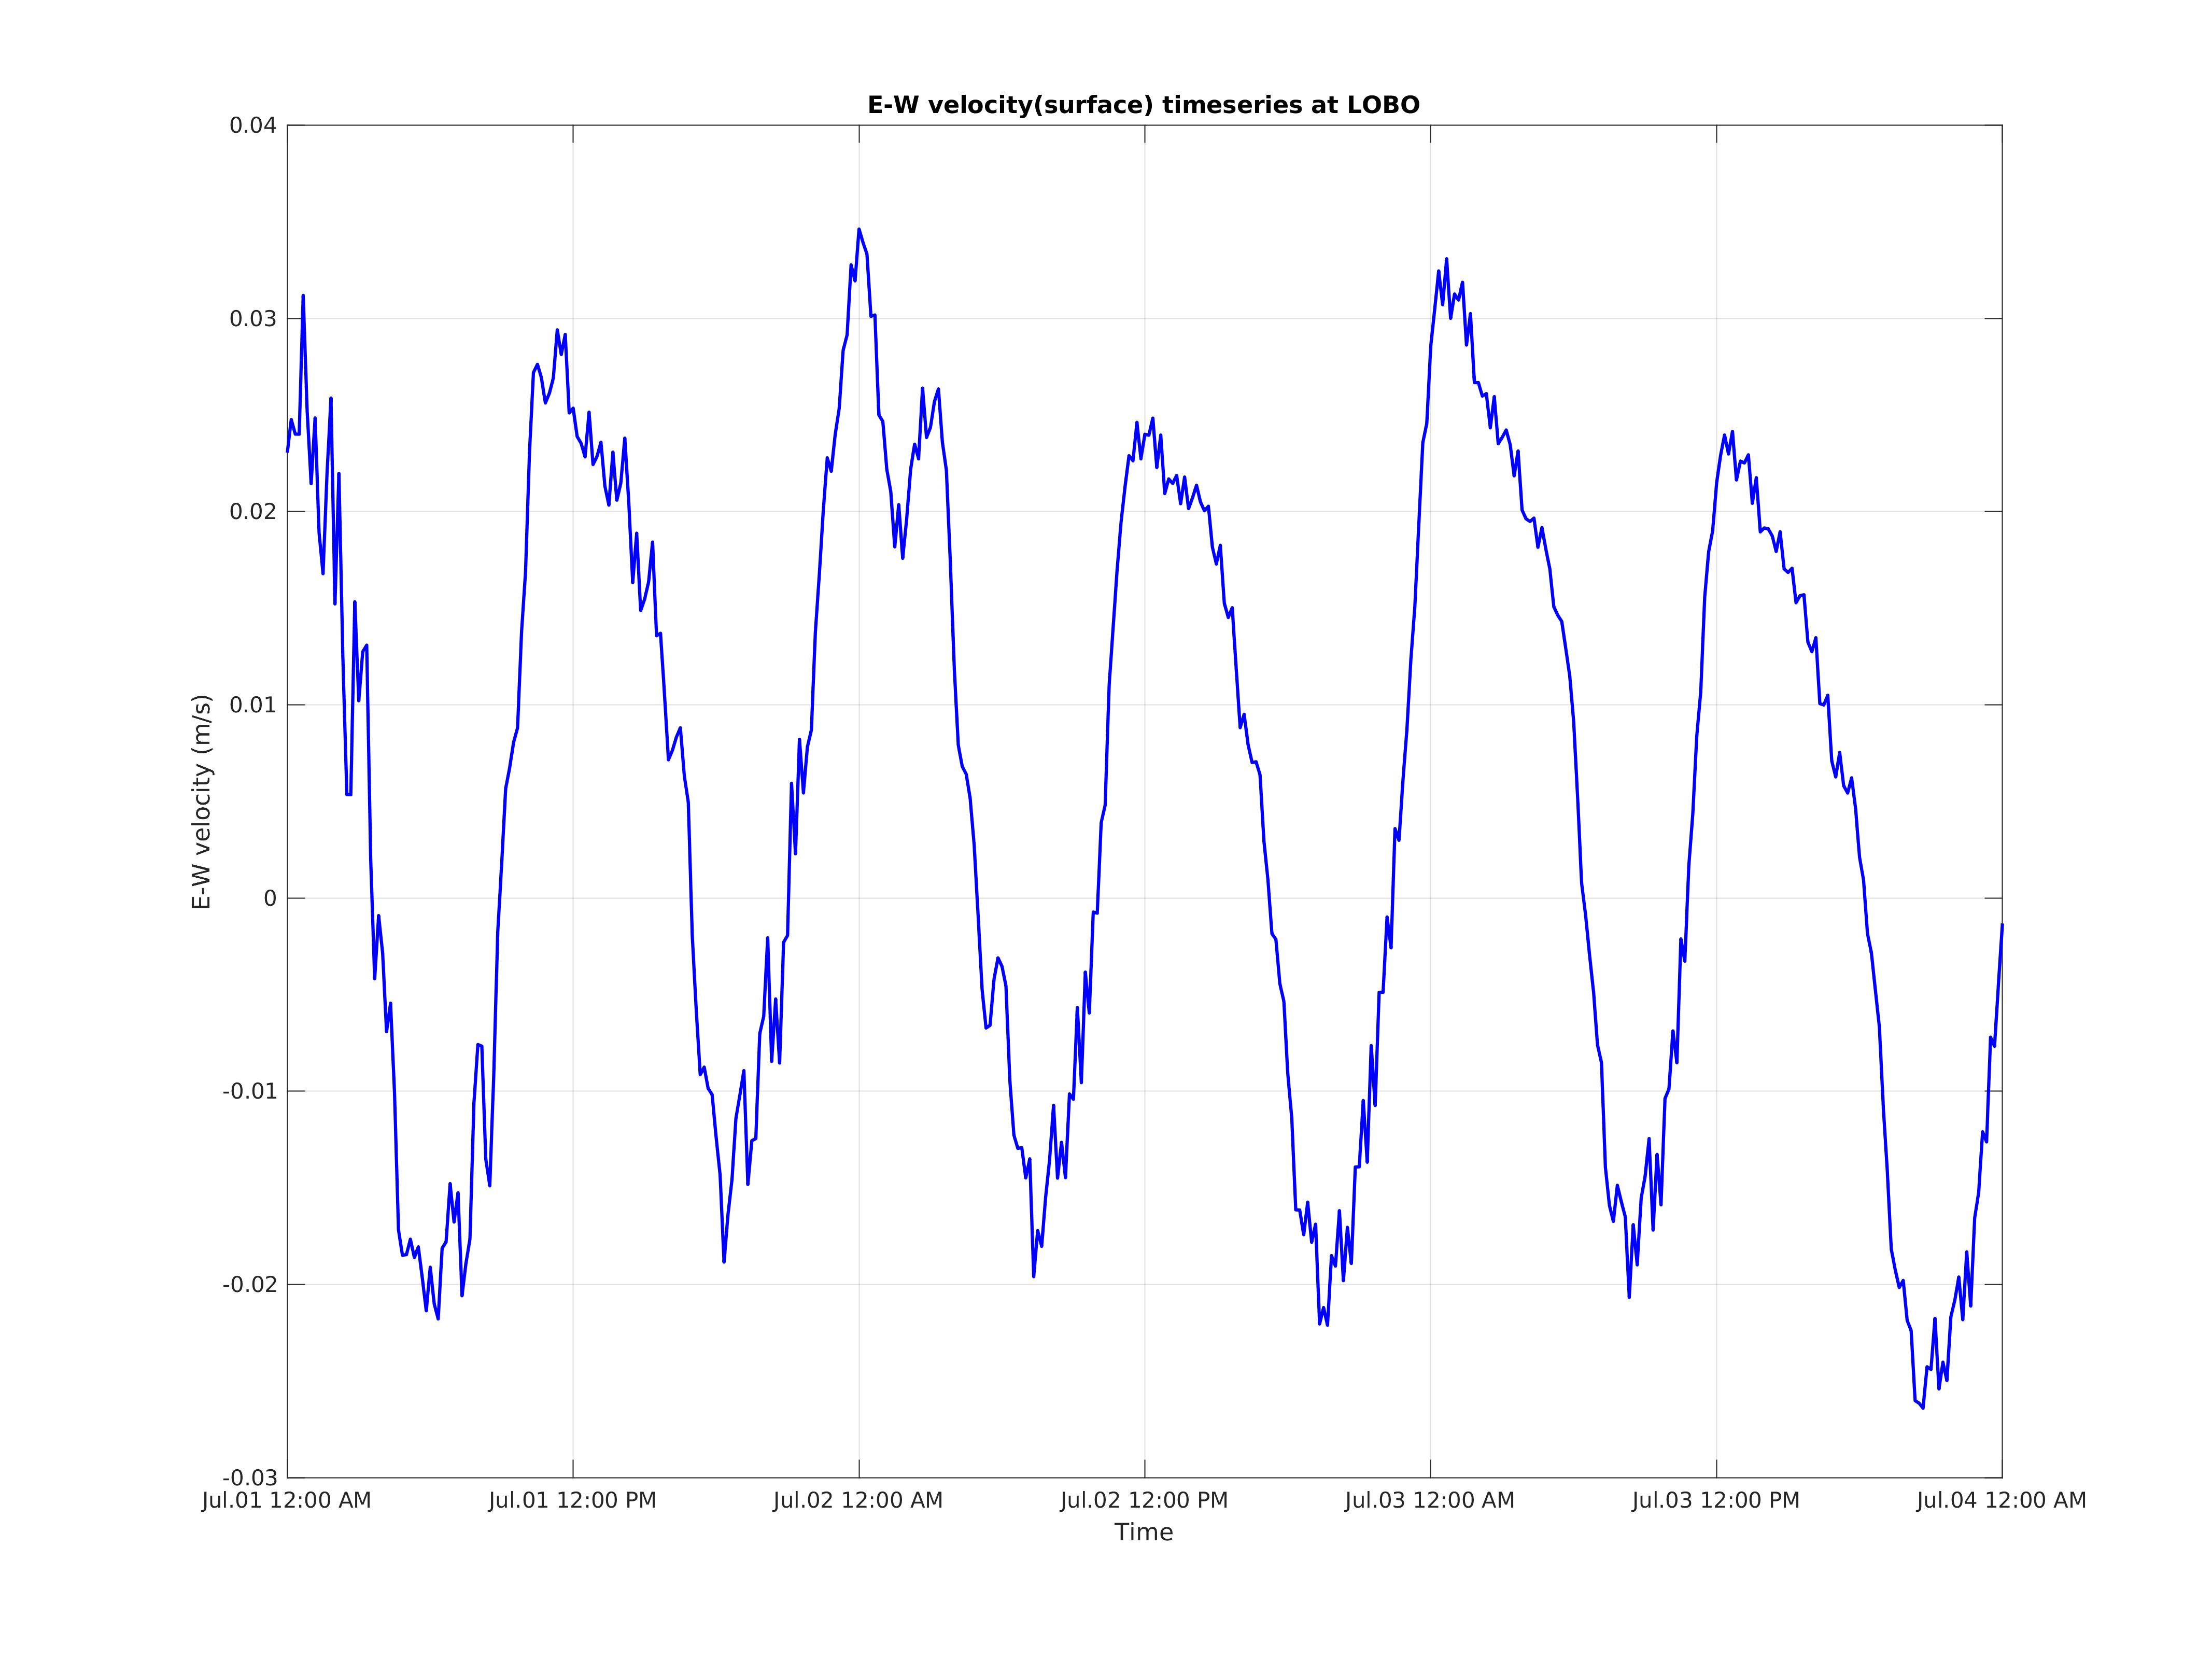 E-W velocity(surface) timeseries at LOBO
0.04
0.03
0.02
0.01
0
-0.01
-0.02
-0.03
E-W velocity (m/s)
Jul.01 12:00 AM
Jul.01 12:00 PM
Jul.02 12:00 AM
Jul.02 12:00 PM
Jul.03 12:00 AM
Jul.03 12:00 PM
Jul.04 12:00 AM
Time